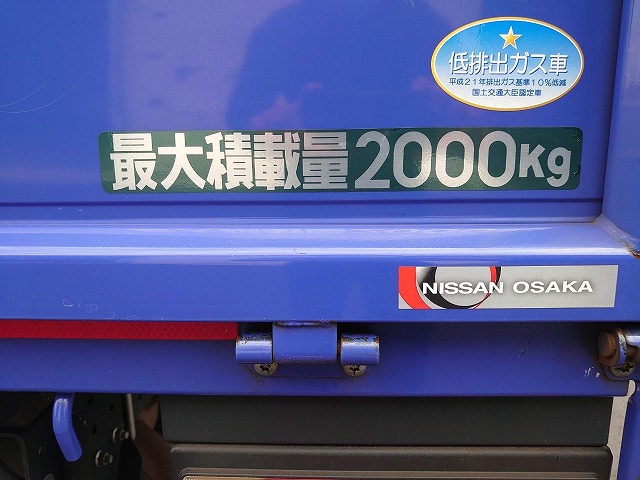 低排出ガス車
平成21年排出ガス基準10%低減
国土交通大臣認定車
最大積載量2000Kg
NISSAN OSAKA